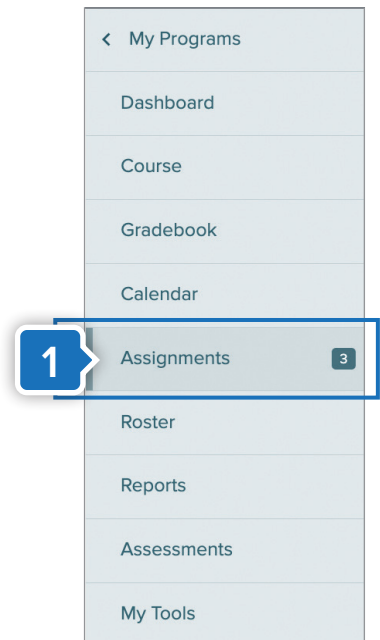 < My Programs
Dashboard
Course
Gradebook
Calendar
1 Assignments 3
Roster
Reports
Assessments
My Tools